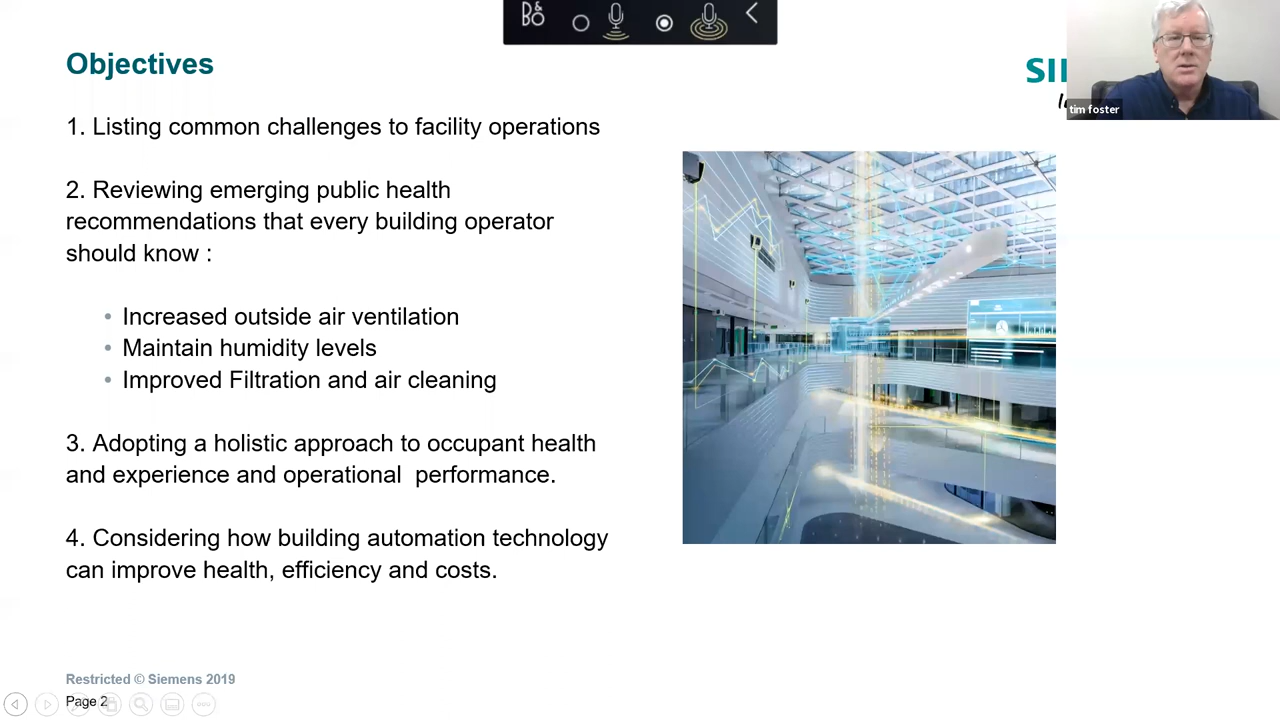 B&O
Objectives
SI
tim foster
1. Listing common challenges to facility operations
2. Reviewing emerging public health
recommendations that every building operator
should know :
• Increased outside air ventilation
• Maintain humidity levels
• Improved Filtration and air cleaning
3. Adopting a holistic approach to occupant health
and experience and operational  performance.
4. Considering how building automation technology
can improve health, efficiency and costs.
Restricted © Siemens 2019
Page 2